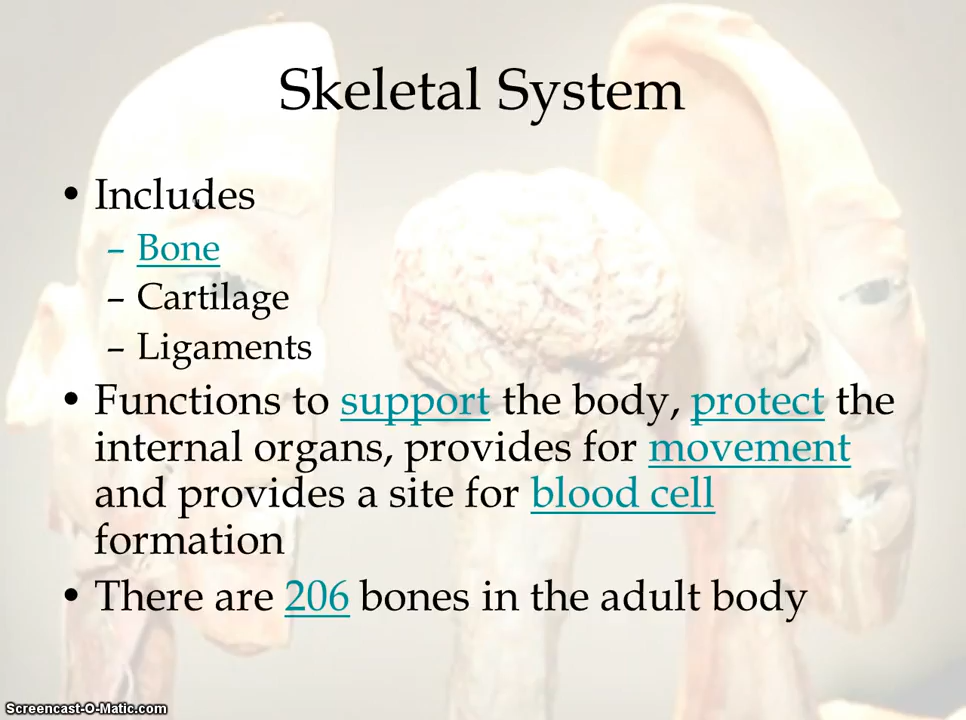 Skeletal System
• Includes
– Bone
– Cartilage
– Ligaments
• Functions to support the body, protect the
internal organs, provides for movement
and provides a site for blood cell
formation
• There are 206 bones in the adult body
Screencast-O-Matic.com